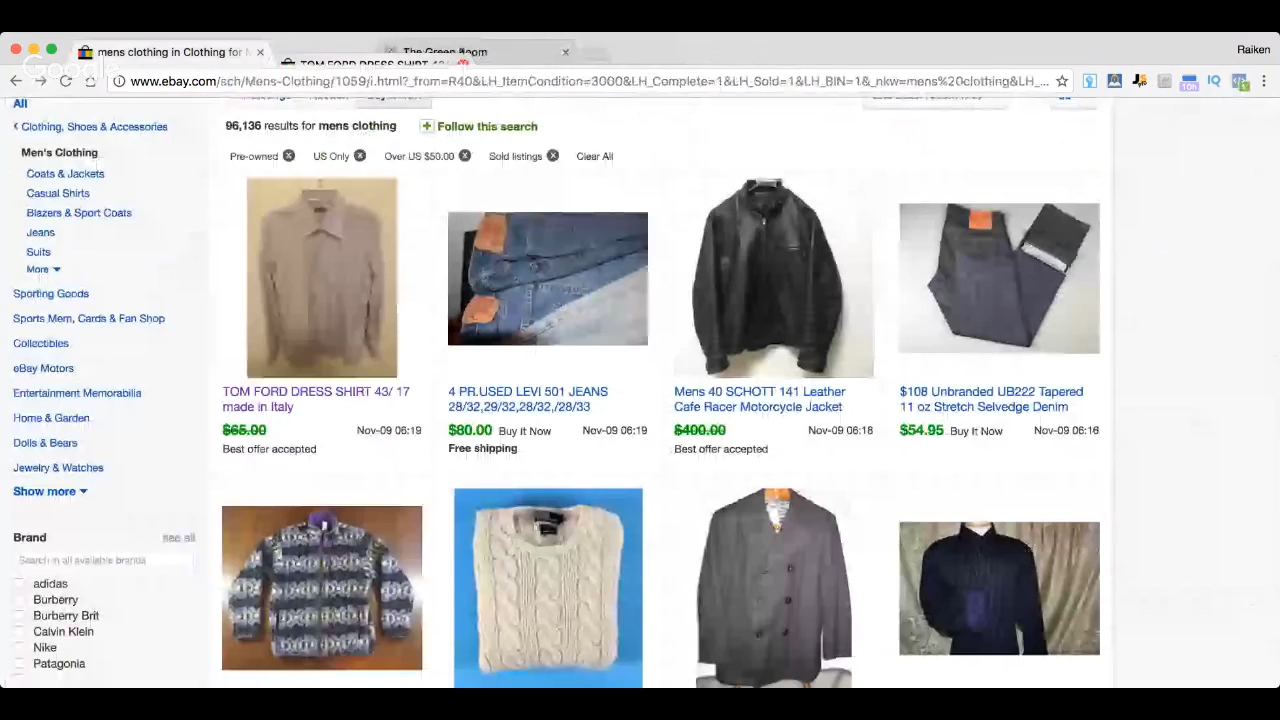 mens clothing in Clothing for M
The Green Room
Raiken
TOM FORD DRESS SHIRT 43/
Google
www.ebay.com/sch/Mens-Clothing/1059/i.html?_from=R40&LH_ItemCondition=3000&LH_Complete=1&LH_Sold=1&LH_BIN=1&_nkw=mens%20clothing&LH_...
All
Clothing, Shoes & Accessories
Men's Clothing
Coats & Jackets
Casual Shirts
Blazers & Sport Coats
Jeans
Suits
More
Sporting Goods
Sports Mem, Cards & Fan Shop
Collectibles
eBay Motors
Entertainment Memorabilia
Home & Garden
Dolls & Bears
Jewelry & Watches
Show more
Brand see all
Search in all available brands
adidas
Burberry
Burberry Brit
Calvin Klein
Nike
Patagonia
96,136 results for mens clothing + Follow this search
Pre-owned US Only Over US $50.00 Sold listings Clear All
TOM FORD DRESS SHIRT 43/ 17
made in Italy
$65.00 Nov-09 06:19
Best offer accepted
4 PR.USED LEVI 501 JEANS
28/32,29/32,28/32,/28/33
$80.00 Buy It Now Nov-09 06:19
Free shipping
Mens 40 SCHOTT 141 Leather
Cafe Racer Motorcycle Jacket
$400.00 Nov-09 06:18
Best offer accepted
$108 Unbranded UB222 Tapered
11 oz Stretch Selvedge Denim
$54.95 Buy It Now Nov-09 06:16